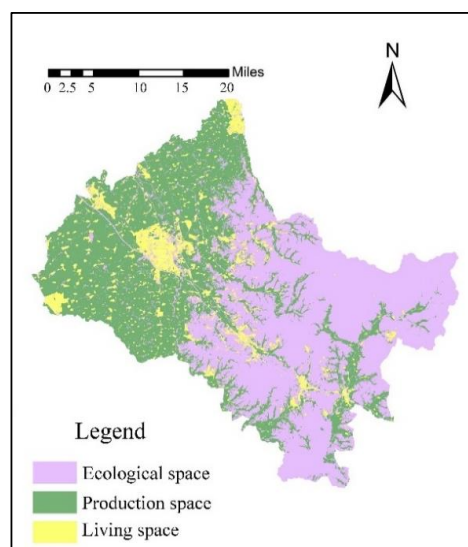 N
Miles
0 2.5 5 10 15 20
Legend
Ecological space
Production space
Living space